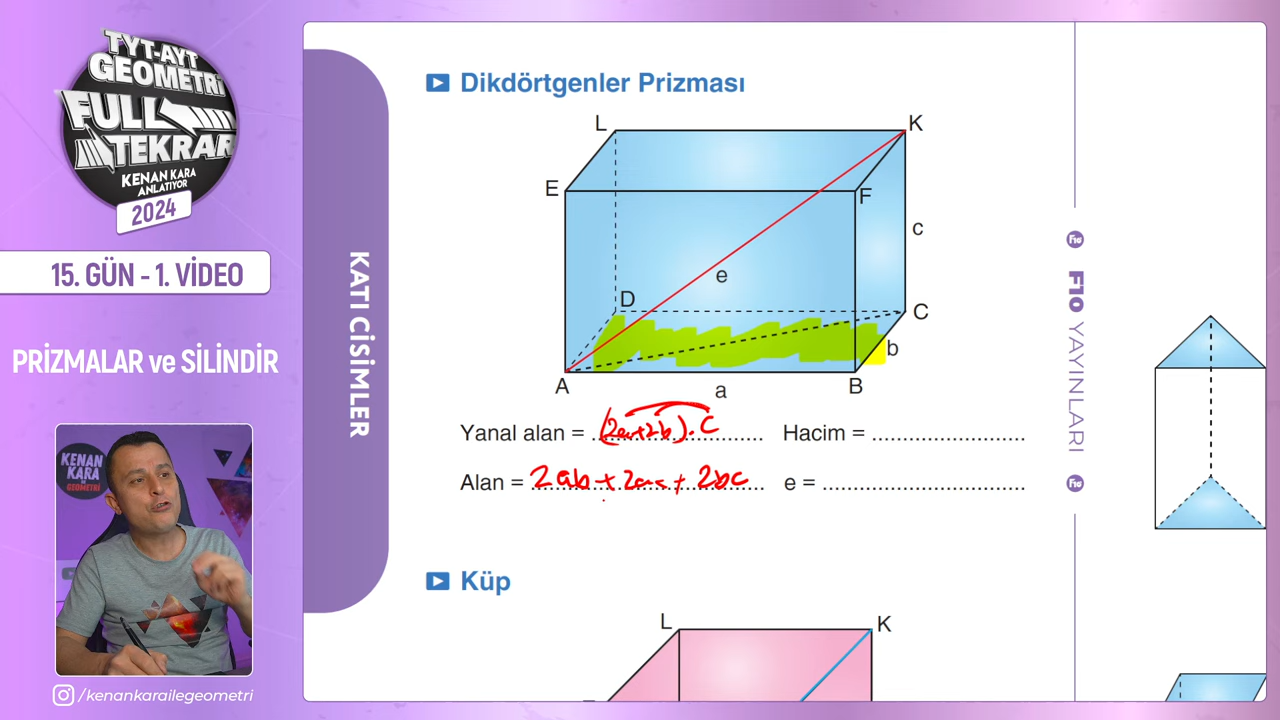 TYT-AYT
GEOMETRİ
FULL
TEKRAR
KENAN KARA
ANLATIYOR
2024
15. GÜN - 1. VİDEO
PRİZMALAR ve SİLİNDİR
KENAN
KARA
GEOMETRİ
/kenankarailegeometri
KATI CİSİMLER
Dikdörtgenler Prizması
L
K
E
F
c
e
D
C
b
A
B
a
Yanal alan = (2a+2b).c
Hacim =
Alan = 2ab + 2ac + 2bc
e =
Küp
L
K
F10
F10 YAYINLARI
F10